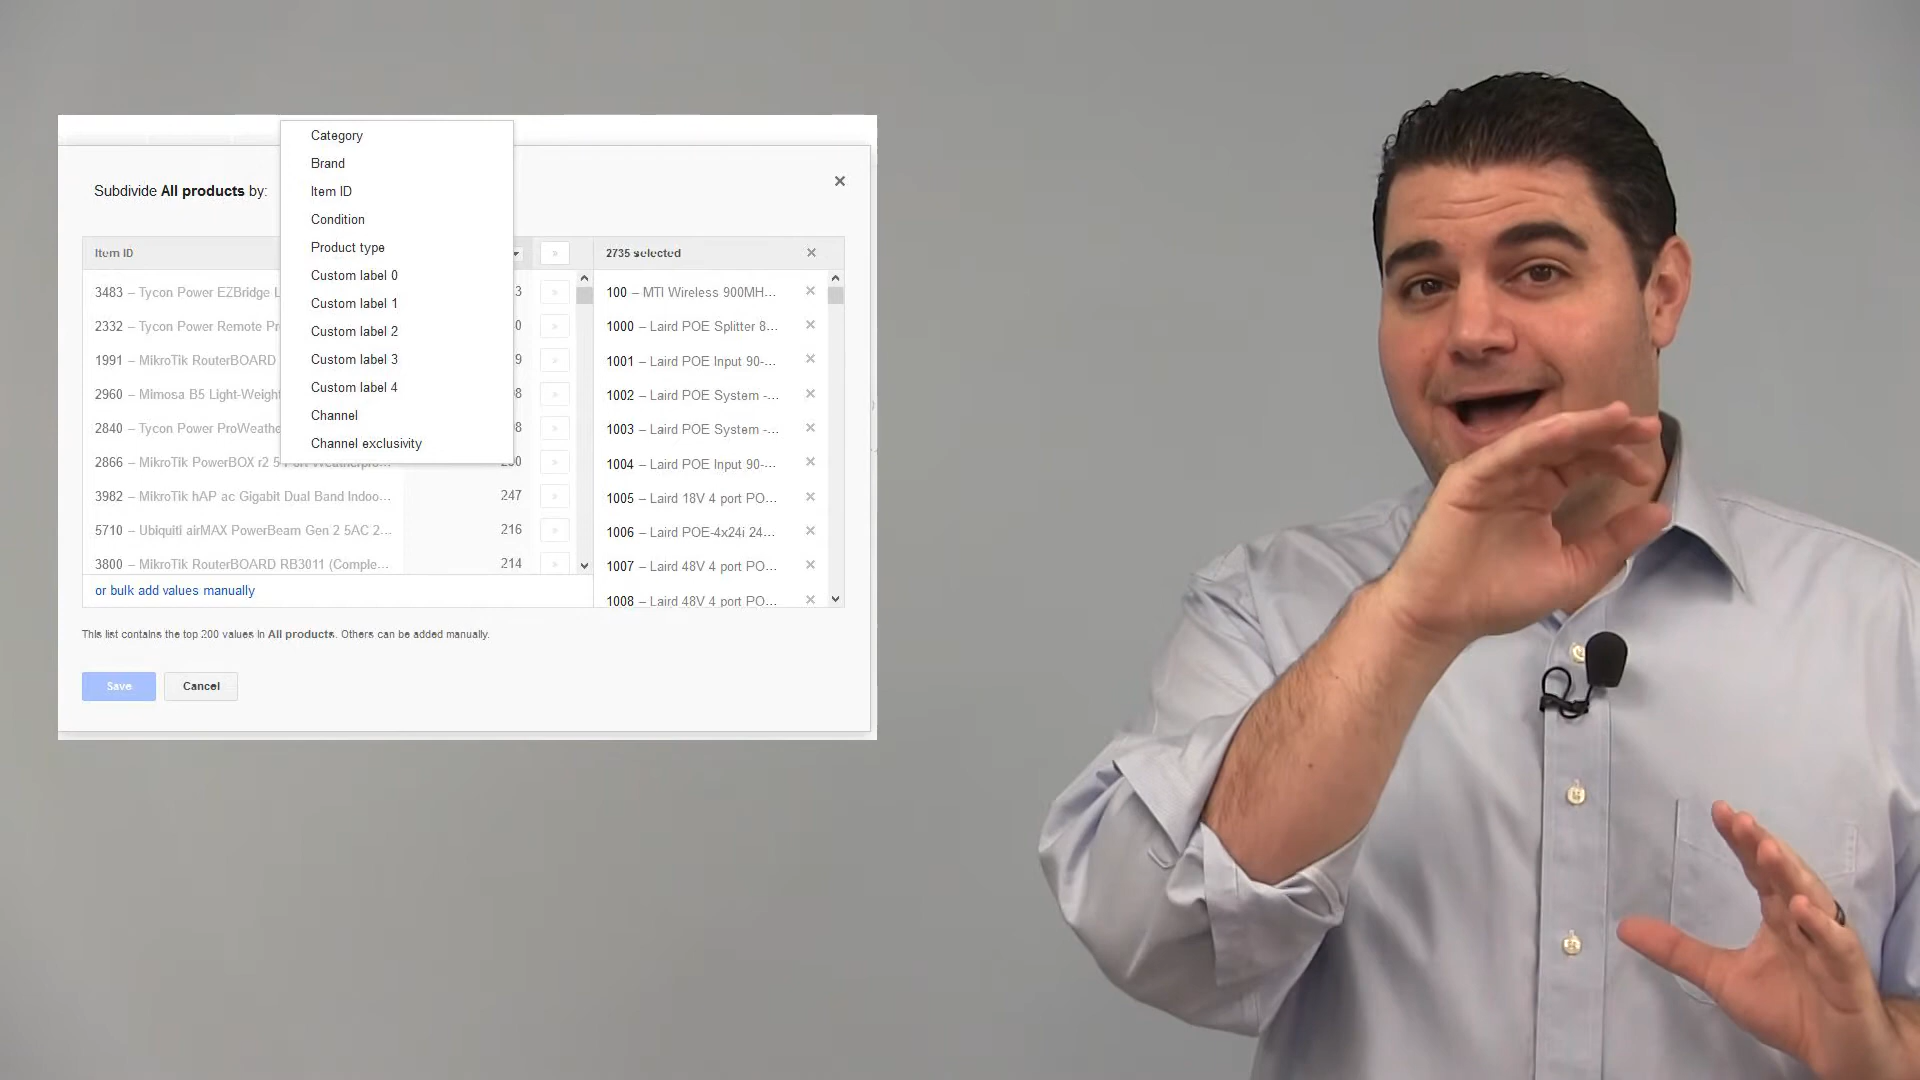 Category
Brand
Subdivide All products by:
Item ID
Condition
Product type
Custom label 0
Custom label 1
Custom label 2
Custom label 3
Custom label 4
Channel
Channel exclusivity
Item ID
3483 – Tycon Power EZBridge L
2332 – Tycon Power Remote Pr
1991 – MikroTik RouterBOARD
2960 – Mimosa B5 Light-Weight
2840 – Tycon Power ProWeathe
2866 – MikroTik PowerBOX r2 5
3982 – MikroTik hAP ac Gigabit Dual Band Indoo... 247
5710 – Ubiquiti airMAX PowerBeam Gen 2 5AC 2... 216
3800 – MikroTik RouterBOARD RB3011 (Comple... 214
or bulk add values manually
2735 selected
100 – MTI Wireless 900MH...
1000 – Laird POE Splitter 8...
1001 – Laird POE Input 90-...
1002 – Laird POE System -...
1003 – Laird POE System -...
1004 – Laird POE Input 90-...
1005 – Laird 18V 4 port PO...
1006 – Laird POE-4x24i 24...
1007 – Laird 48V 4 port PO...
1008 – Laird 48V 4 port PO...
This list contains the top 200 values in All products. Others can be added manually.
Save
Cancel